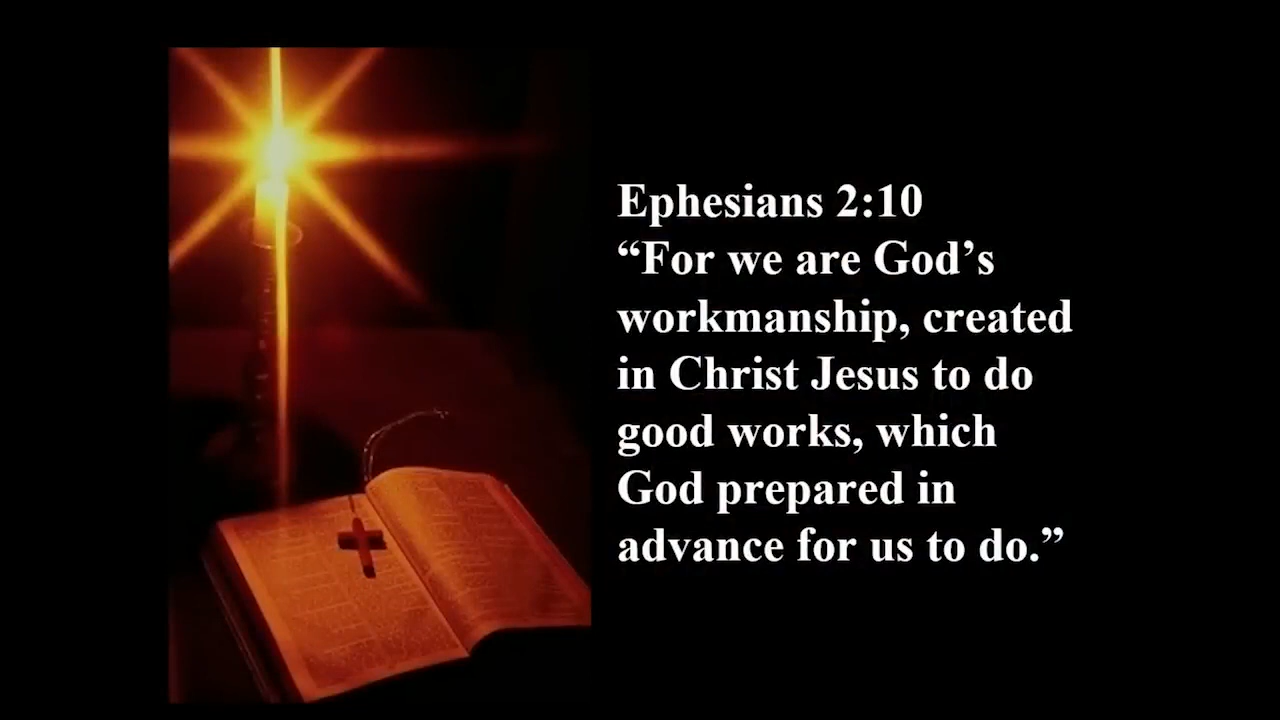 Ephesians 2:10
“For we are God’s
workmanship, created
in Christ Jesus to do
good works, which
God prepared in
advance for us to do.”